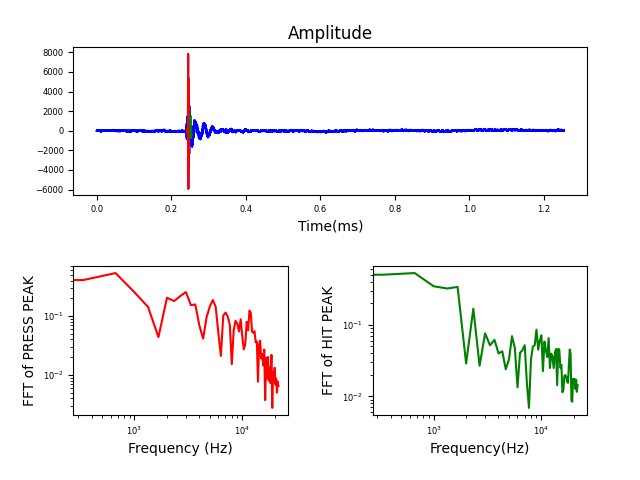 Amplitude
8000
6000
4000
2000
0
−2000
−4000
−6000
0.0 0.2 0.4 0.6 0.8 1.0 1.2
Time(ms)
FFT of PRESS PEAK
10⁻¹
10⁻²
10³ 10⁴
Frequency (Hz)
FFT of HIT PEAK
10⁻¹
10⁻²
10³ 10⁴
Frequency(Hz)